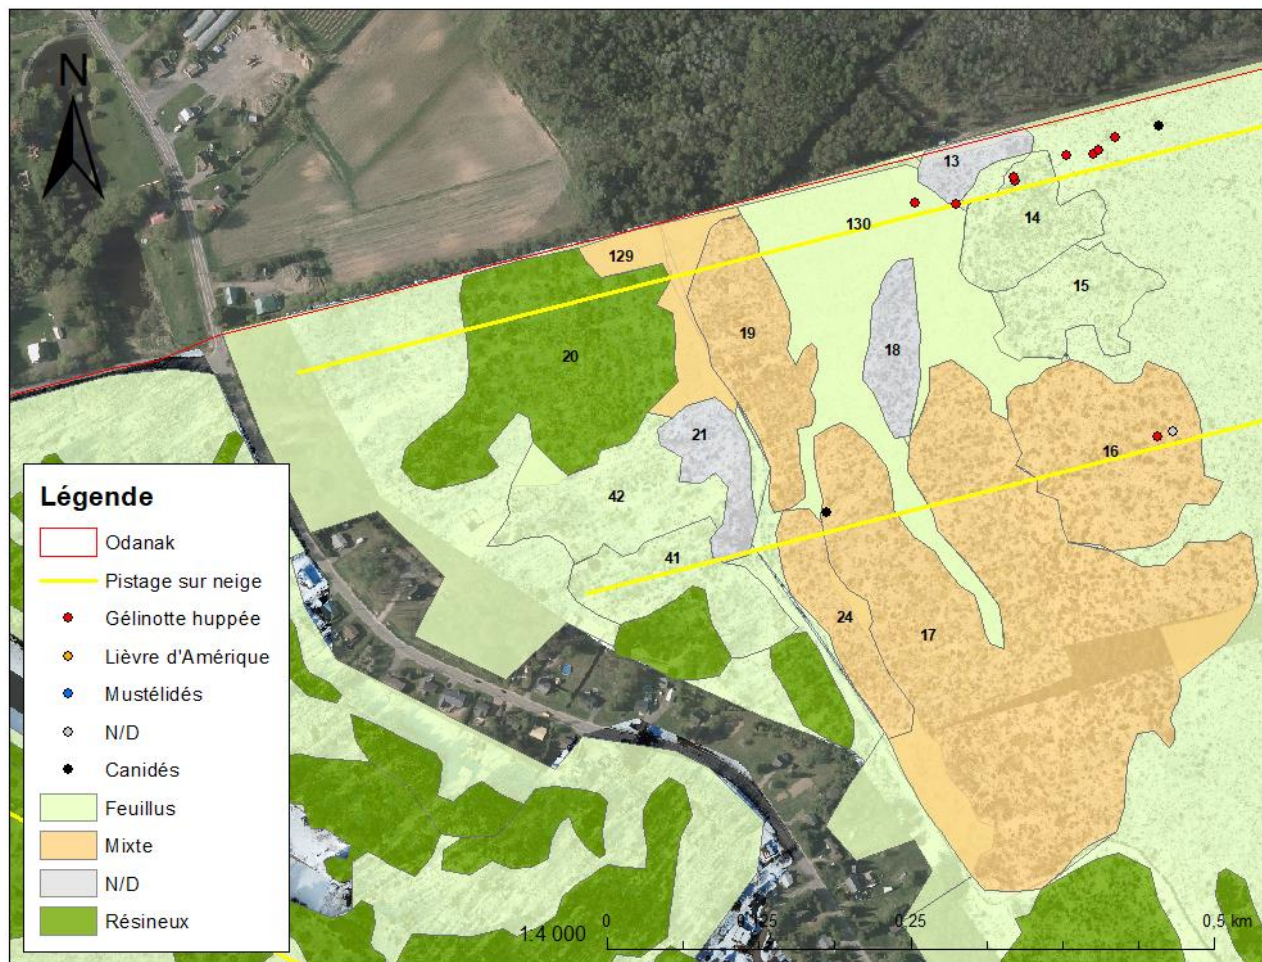 N
13
130
14
129
15
19
20
18
21
16
42
41
24
17
Légende
Odanak
Pistage sur neige
Gélinotte huppée
Lièvre d'Amérique
Mustélidés
N/D
Canidés
Feuillus
Mixte
N/D
Résineux
1:4 000
0 0,125 0,25 0,5 km